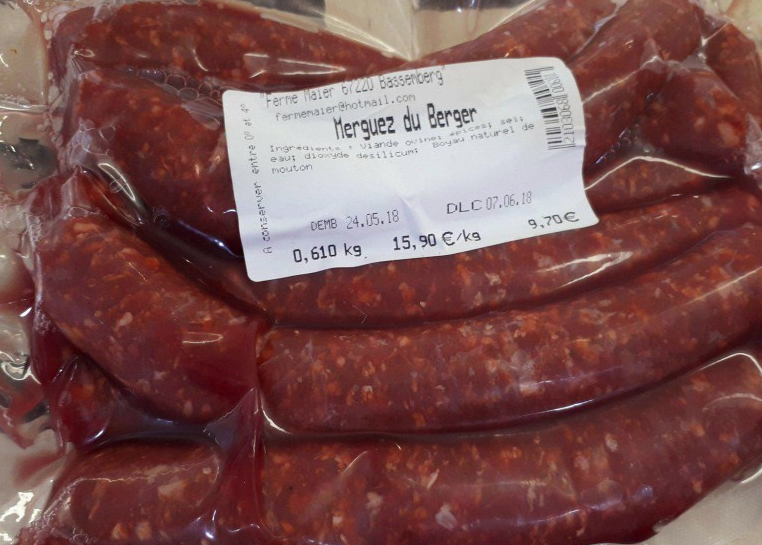 "Ferme Maier 67220 Bassemberg"
fermemaier@hotmail.com
Merguez du Berger
Ingrédients : Viande ovine; épices; sel;
eau; dioxyde desilicum; Boyau naturel de
mouton
A conserver entre 0° et 4°
DEMB 24.05.18
DLC 07.06.18
0,610 kg
15,90 €/kg
9,70€